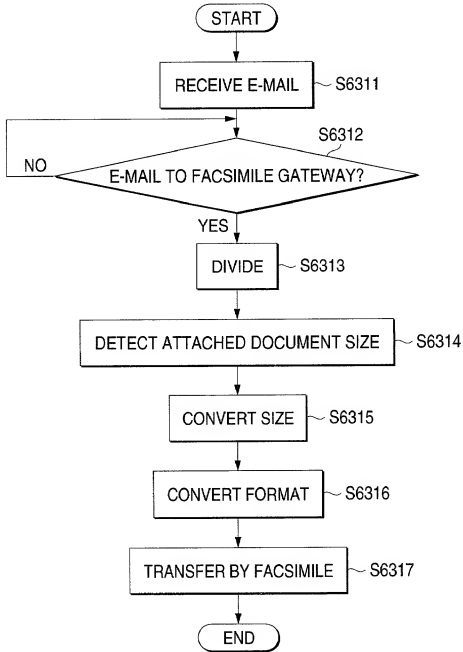 START
RECEIVE E-MAIL
S6311
S6312
NO
E-MAIL TO FACSIMILE GATEWAY?
YES
DIVIDE
S6313
DETECT ATTACHED DOCUMENT SIZE
S6314
CONVERT SIZE
S6315
CONVERT FORMAT
S6316
TRANSFER BY FACSIMILE
S6317
END